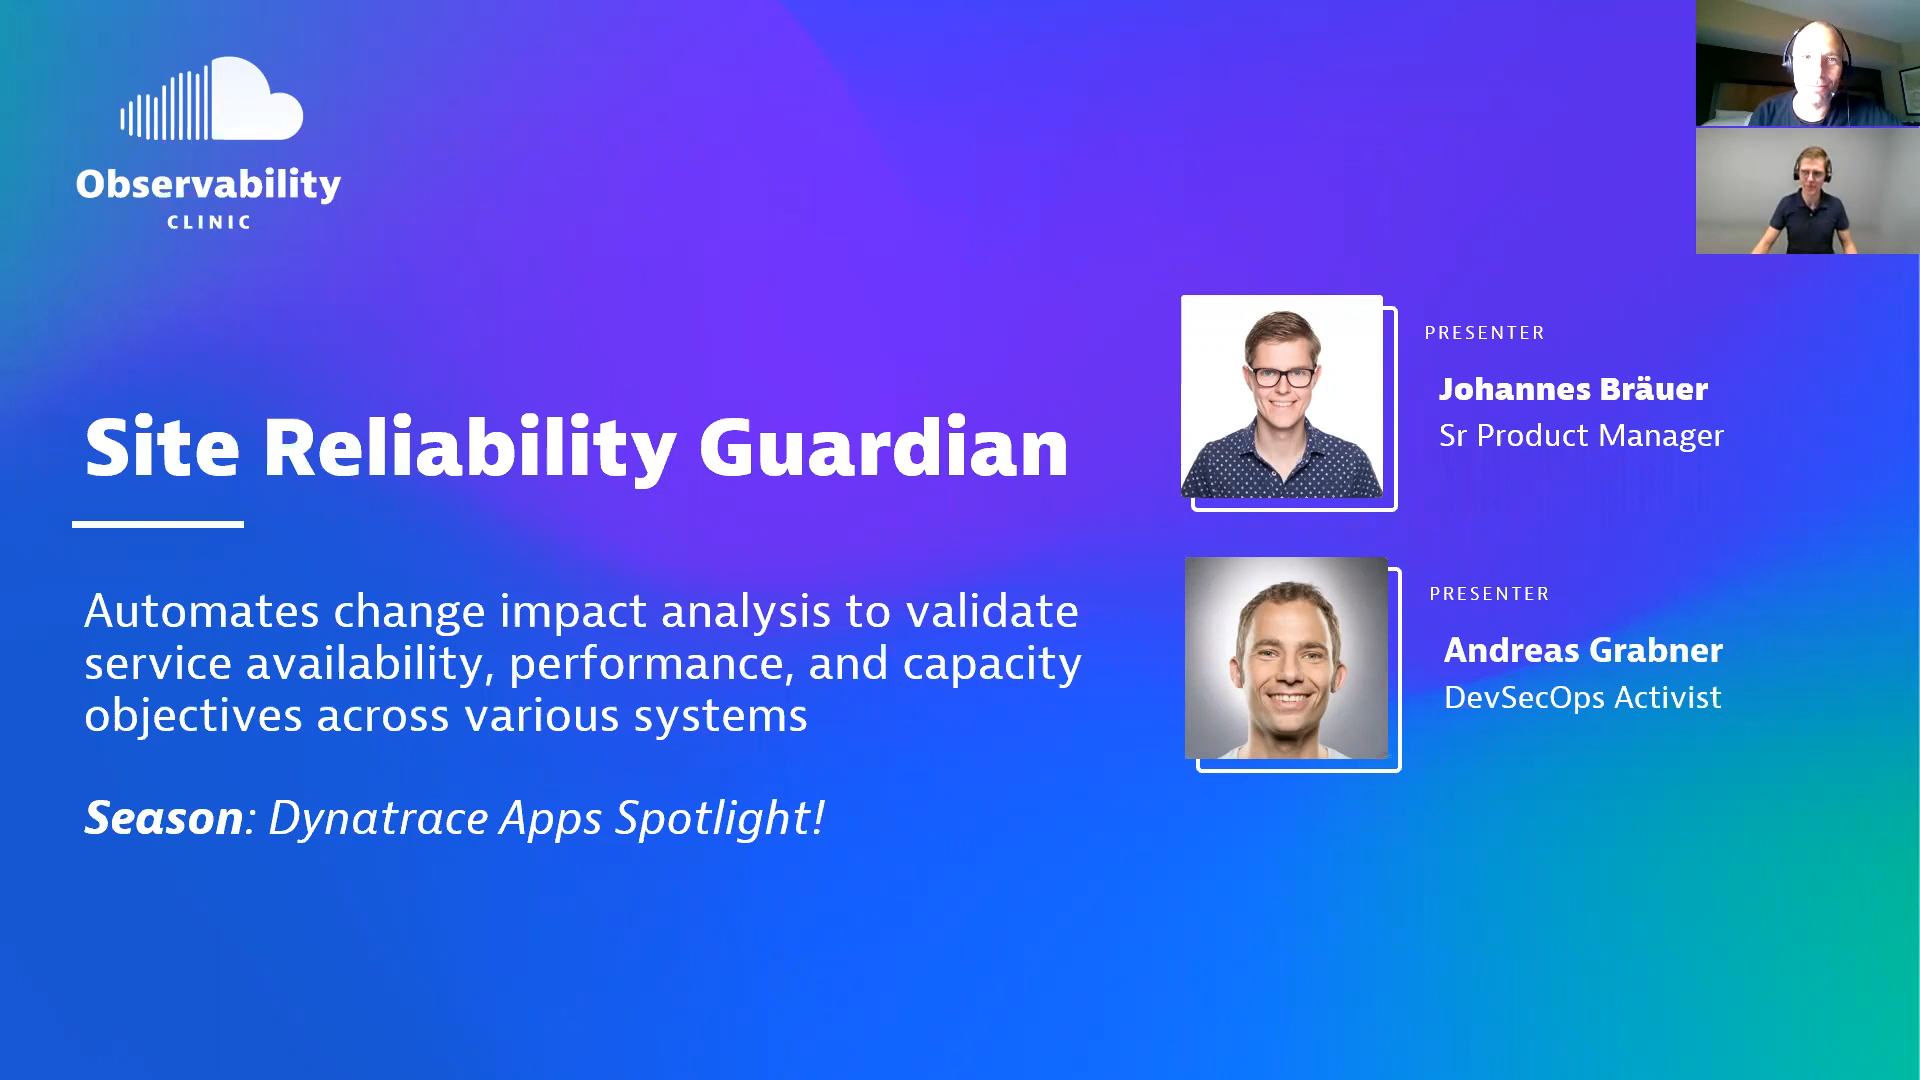 Observability
CLINIC
Site Reliability Guardian
Automates change impact analysis to validate
service availability, performance, and capacity
objectives across various systems
Season: Dynatrace Apps Spotlight!
PRESENTER
Johannes Bräuer
Sr Product Manager
PRESENTER
Andreas Grabner
DevSecOps Activist